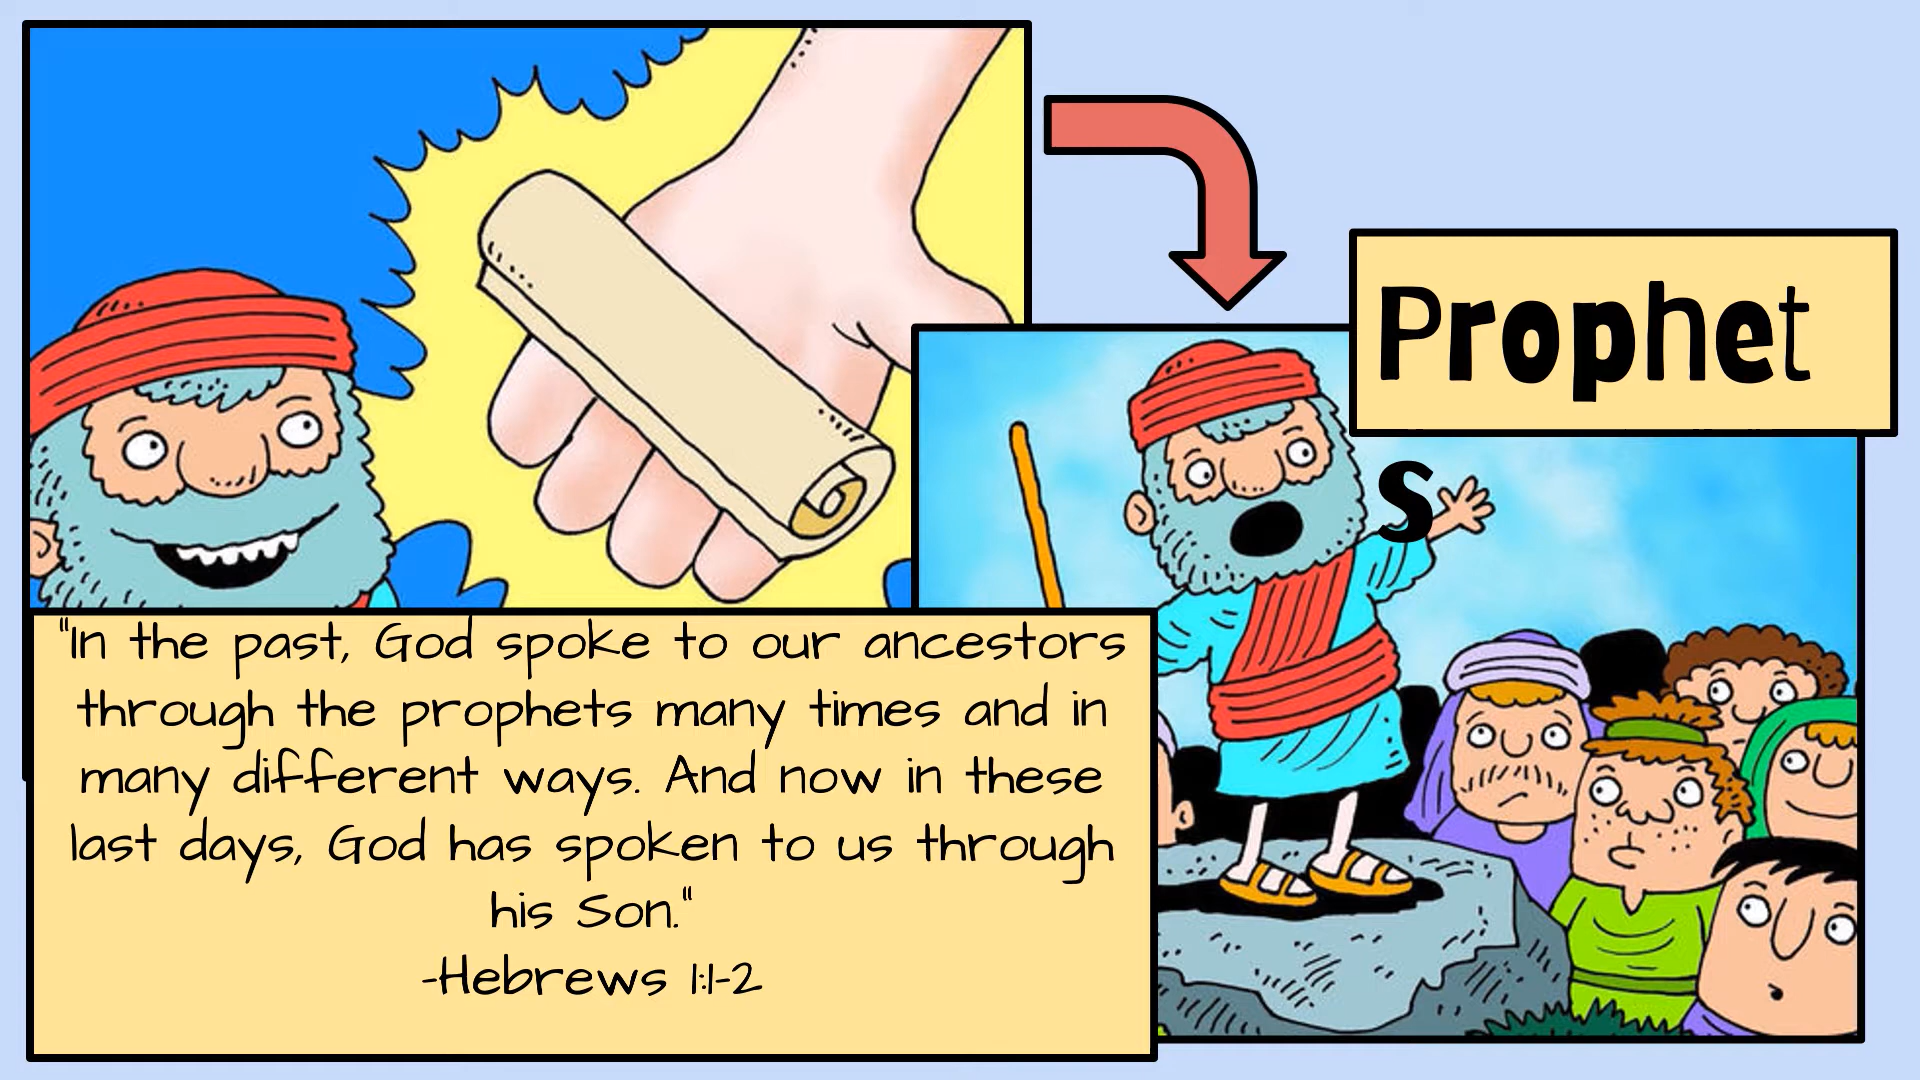 Prophet
s
"In the past, God spoke to our ancestors
through the prophets many times and in
many different ways. And now in these
last days, God has spoken to us through
his Son."
-Hebrews 1:1-2